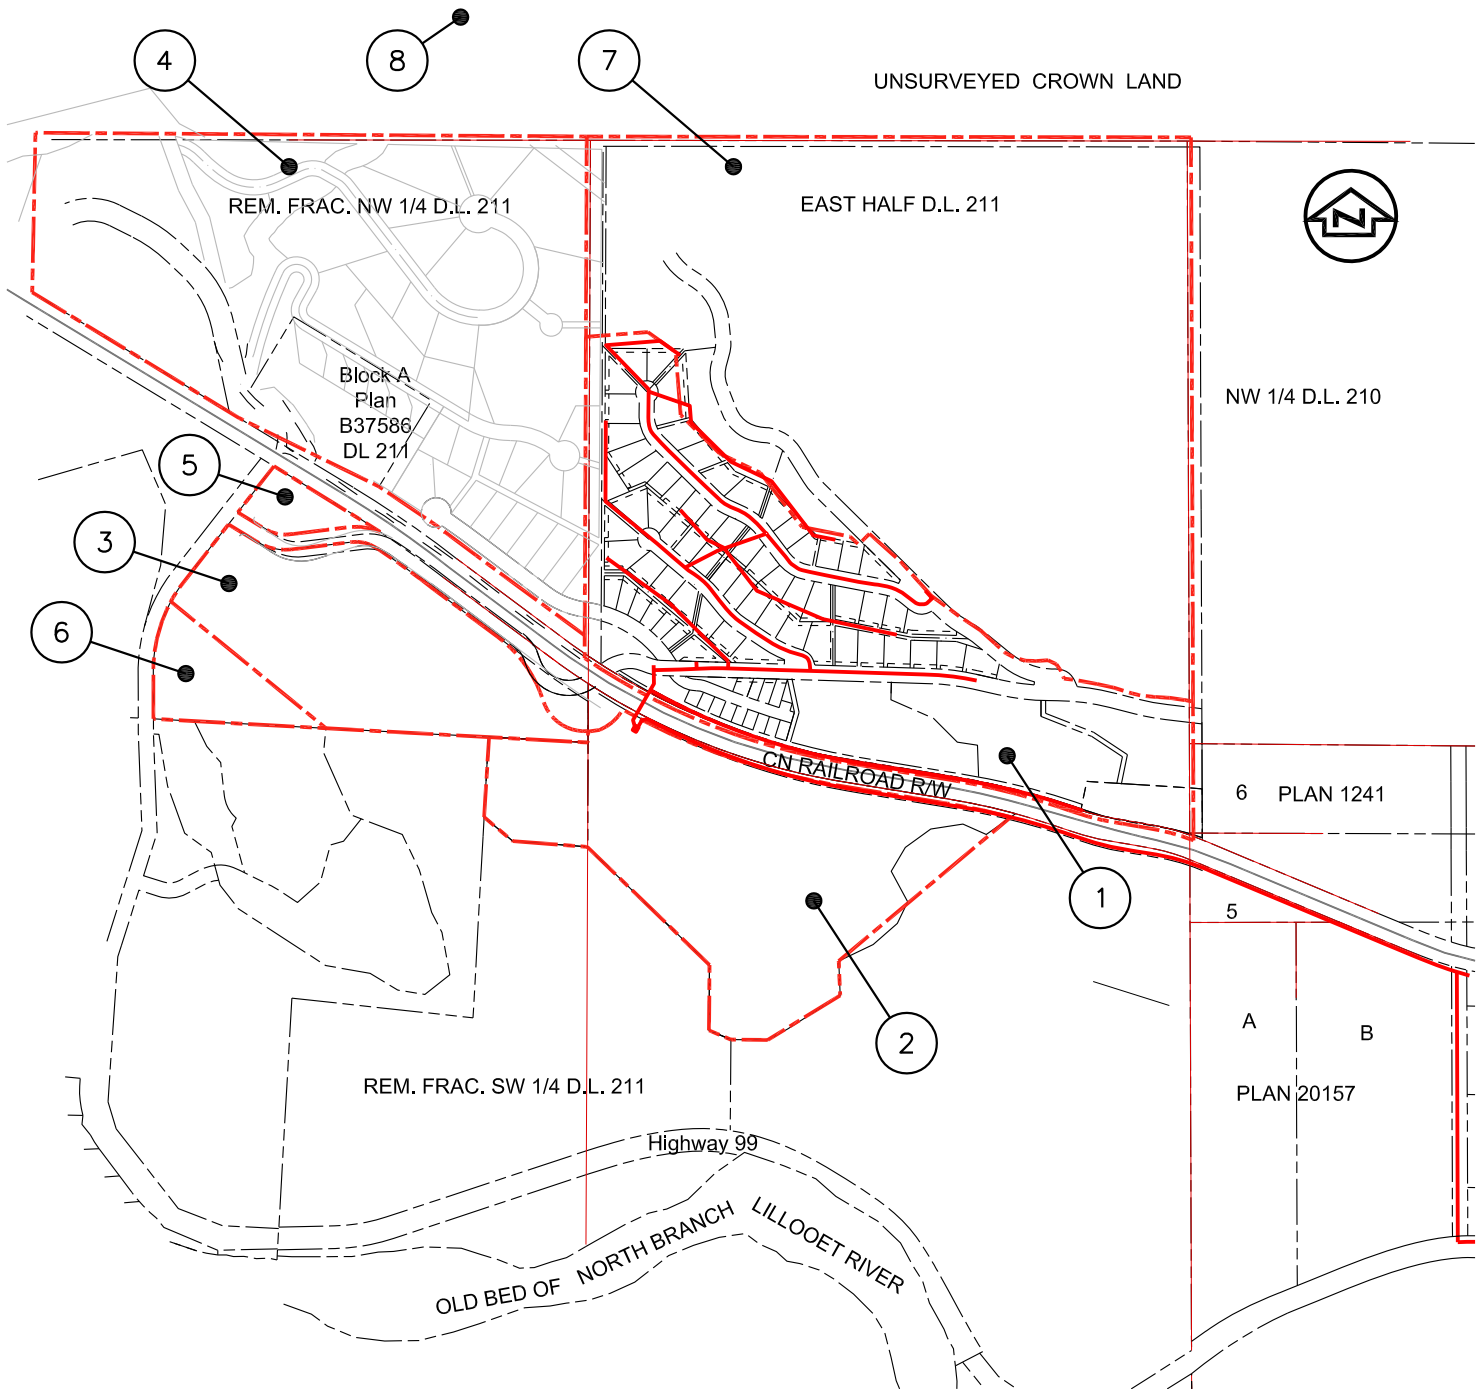 4
8
7
UNSURVEYED CROWN LAND
REM. FRAC. NW 1/4 D.L. 211
EAST HALF D.L. 211
N
Block A
Plan
B37586
DL 211
NW 1/4 D.L. 210
5
3
6
CN RAILROAD R/W
6 PLAN 1241
1
5
2
A
B
REM. FRAC. SW 1/4 D.L. 211
PLAN 20157
Highway 99
OLD BED OF NORTH BRANCH LILLOOET RIVER